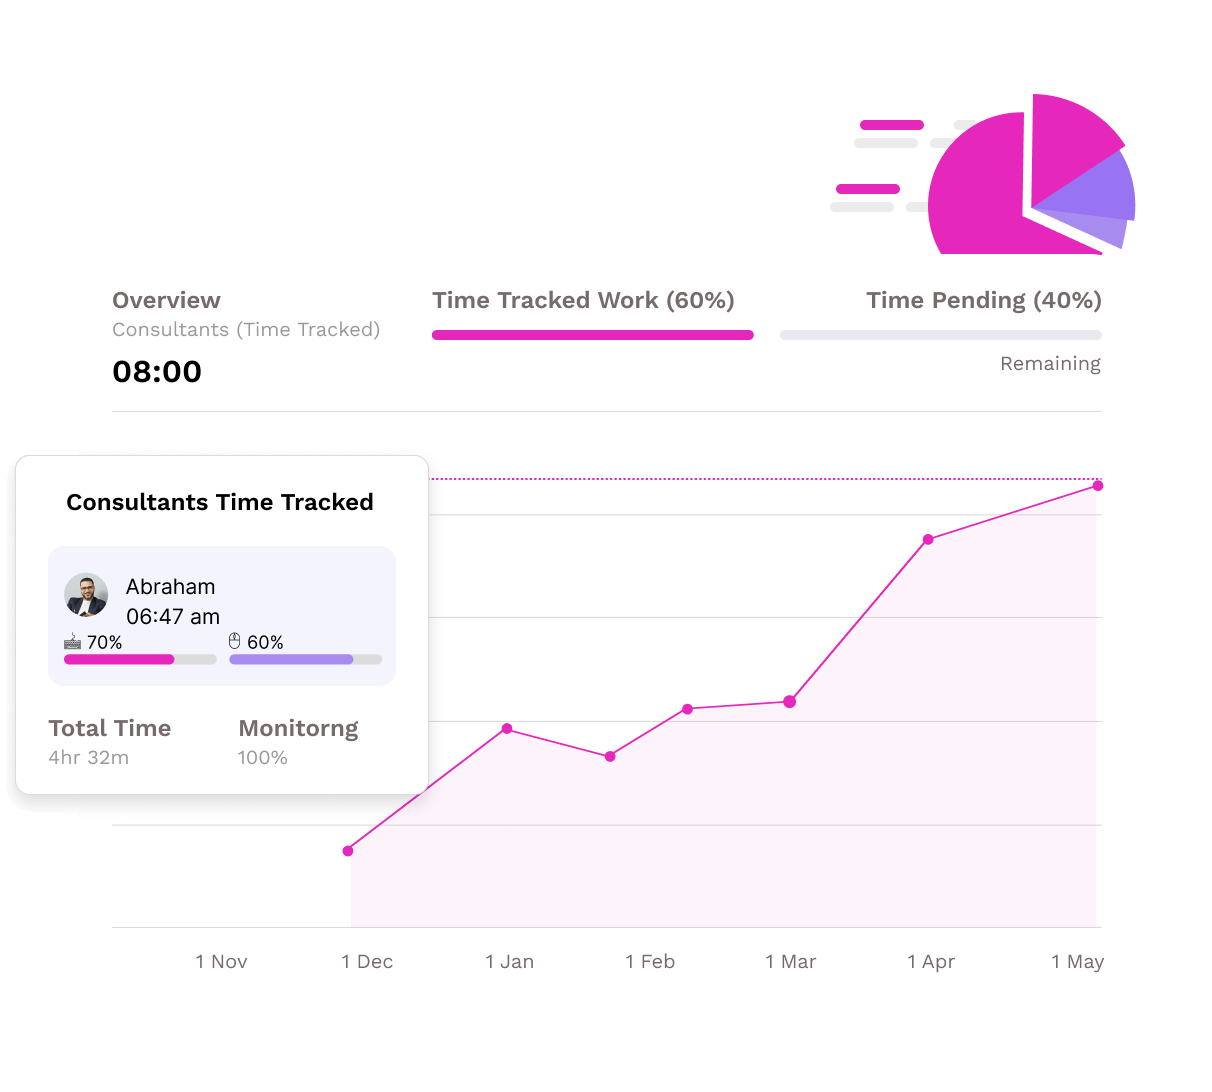 Overview
Consultants (Time Tracked)
08:00
Time Tracked Work (60%)
Time Pending (40%)
Remaining
Consultants Time Tracked
Abraham
06:47 am
70%
60%
Total Time
4hr 32m
Monitorng
100%
1 Nov
1 Dec
1 Jan
1 Feb
1 Mar
1 Apr
1 May